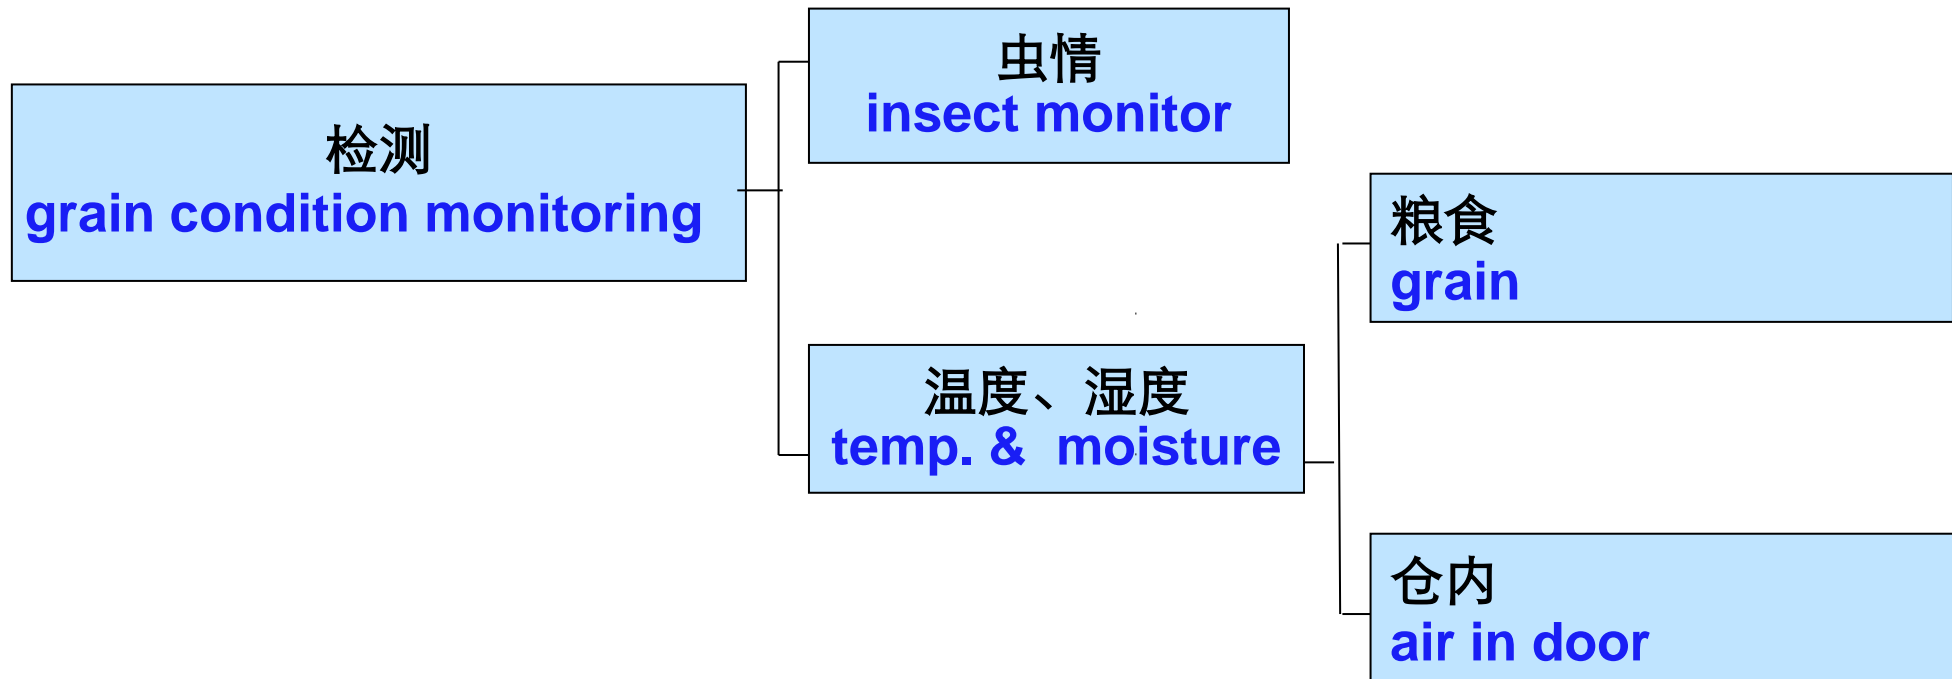 检测
grain condition monitoring
虫情
insect monitor
温度、湿度
temp. & moisture
粮食
grain
仓内
air in door